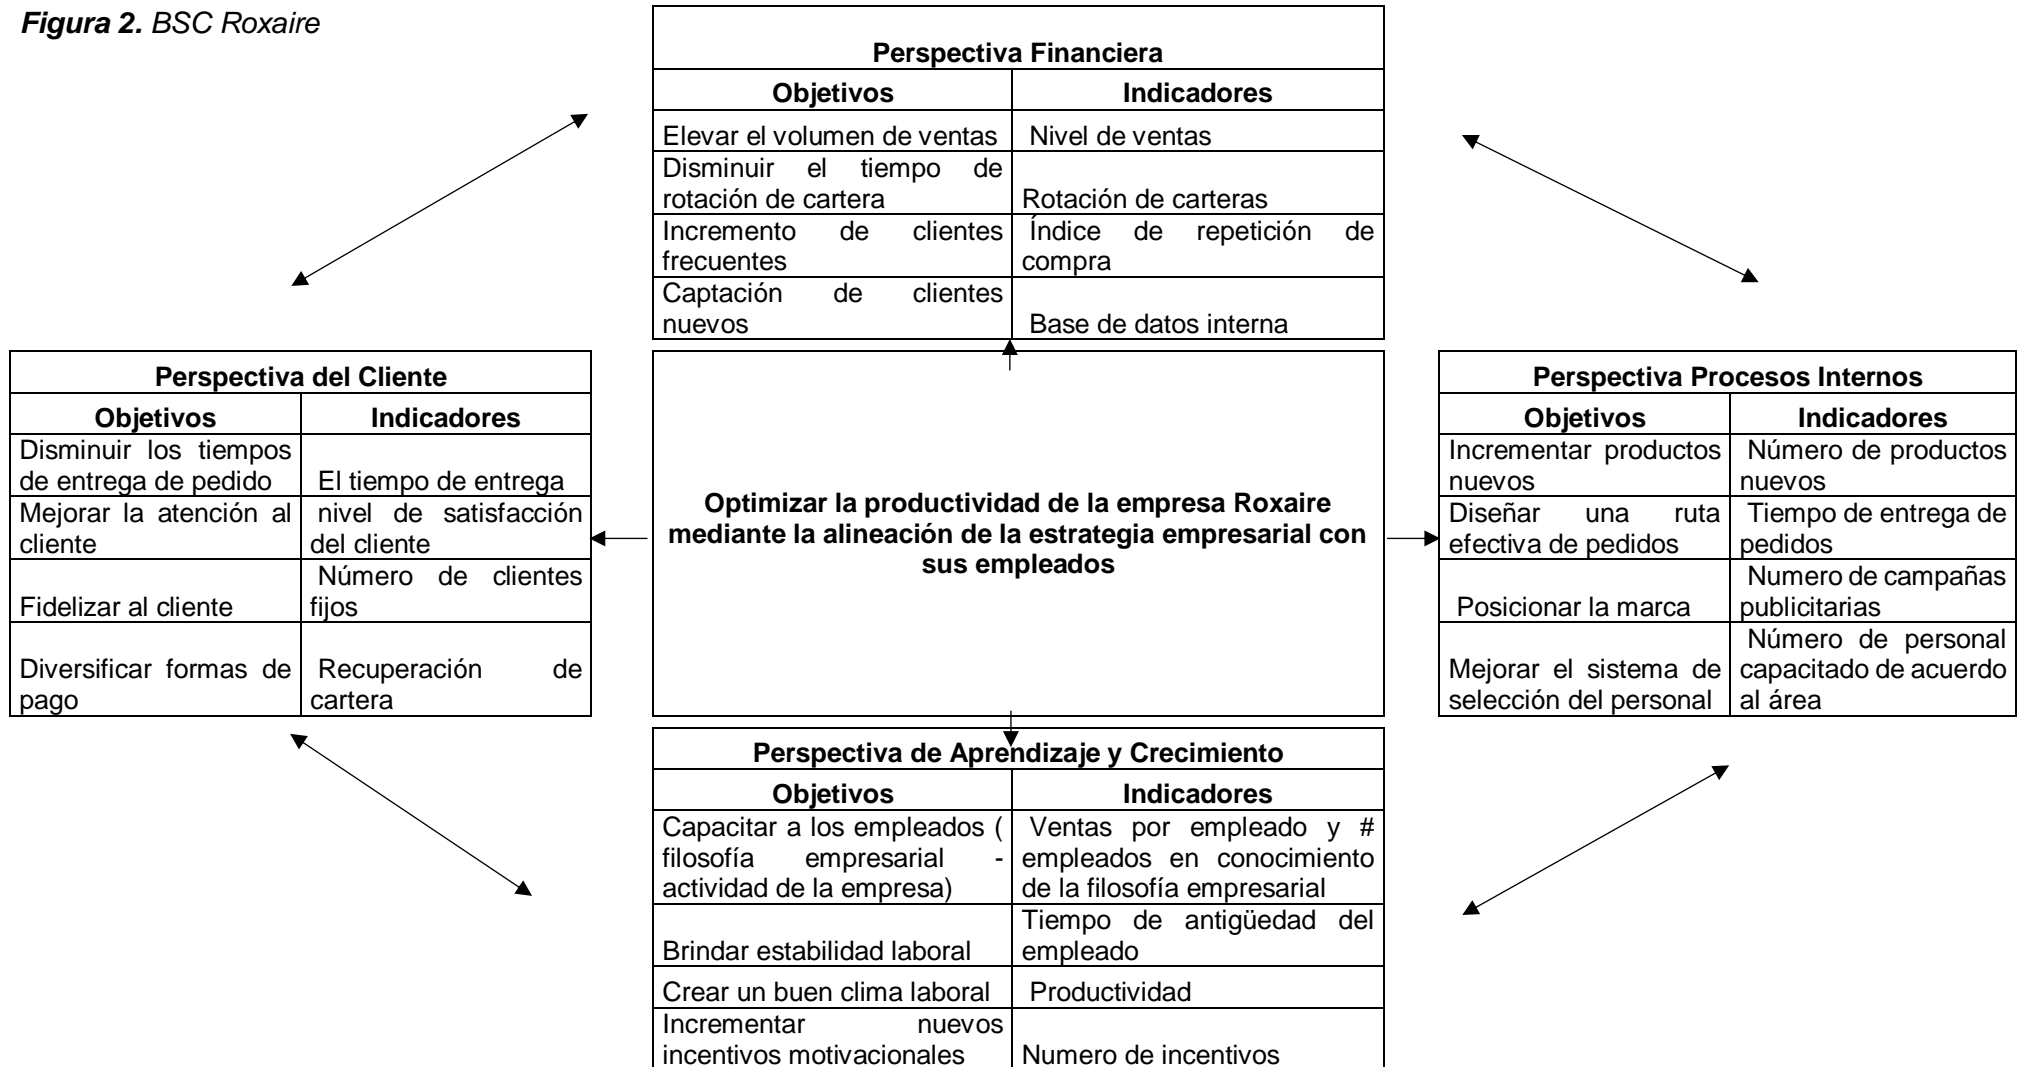 Figura 2. BSC Roxaire
Perspectiva Financiera
Objetivos Indicadores
Elevar el volumen de ventas Nivel de ventas
Disminuir el tiempo de
rotación de cartera Rotación de carteras
Incremento de clientes Índice de repetición de
frecuentes compra
Captación de clientes
nuevos Base de datos interna
Perspectiva del Cliente
Objetivos Indicadores
Disminuir los tiempos
de entrega de pedido El tiempo de entrega
Mejorar la atención al nivel de satisfacción
cliente del cliente
Número de clientes
Fidelizar al cliente fijos
Diversificar formas de Recuperación de
pago cartera
Optimizar la productividad de la empresa Roxaire
mediante la alineación de la estrategia empresarial con
sus empleados
Perspectiva Procesos Internos
Objetivos Indicadores
Incrementar productos Número de productos
nuevos nuevos
Diseñar una ruta Tiempo de entrega de
efectiva de pedidos pedidos
Numero de campañas
Posicionar la marca publicitarias
Número de personal
Mejorar el sistema de capacitado de acuerdo
selección del personal al área
Perspectiva de Aprendizaje y Crecimiento
Objetivos Indicadores
Capacitar a los empleados ( Ventas por empleado y #
filosofía empresarial - empleados en conocimiento
actividad de la empresa) de la filosofía empresarial
Tiempo de antigüedad del
Brindar estabilidad laboral empleado
Crear un buen clima laboral Productividad
Incrementar nuevos
incentivos motivacionales Numero de incentivos